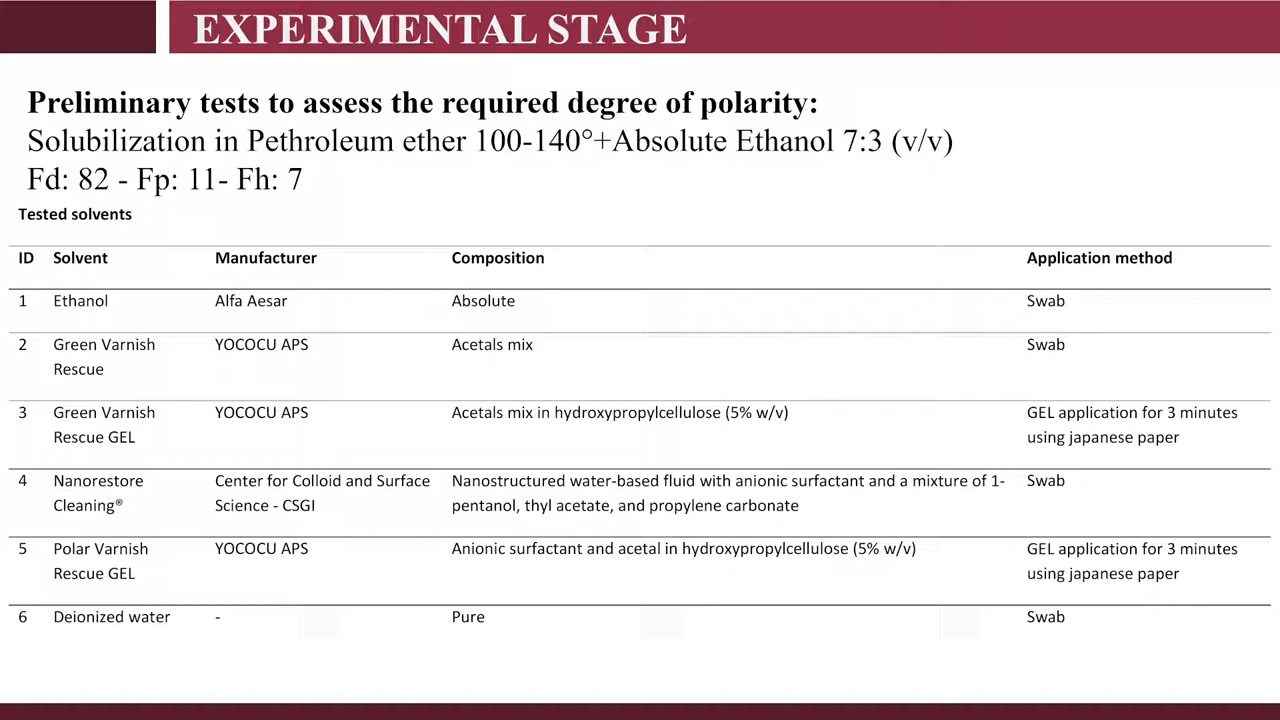 EXPERIMENTAL STAGE
Preliminary tests to assess the required degree of polarity:
Solubilization in Pethroleum ether 100-140°+Absolute Ethanol 7:3 (v/v)
Fd: 82 - Fp: 11- Fh: 7
Tested solvents
ID Solvent Manufacturer Composition Application method
1 Ethanol Alfa Aesar Absolute Swab
2 Green Varnish YOCOCU APS Acetals mix Swab
Rescue
3 Green Varnish YOCOCU APS Acetals mix in hydroxypropylcellulose (5% w/v) GEL application for 3 minutes
Rescue GEL using japanese paper
4 Nanorestore Center for Colloid and Surface Nanostructured water-based fluid with anionic surfactant and a mixture of 1- Swab
Cleaning® Science - CSGI pentanol, thyl acetate, and propylene carbonate
5 Polar Varnish YOCOCU APS Anionic surfactant and acetal in hydroxypropylcellulose (5% w/v) GEL application for 3 minutes
Rescue GEL using japanese paper
6 Deionized water - Pure Swab